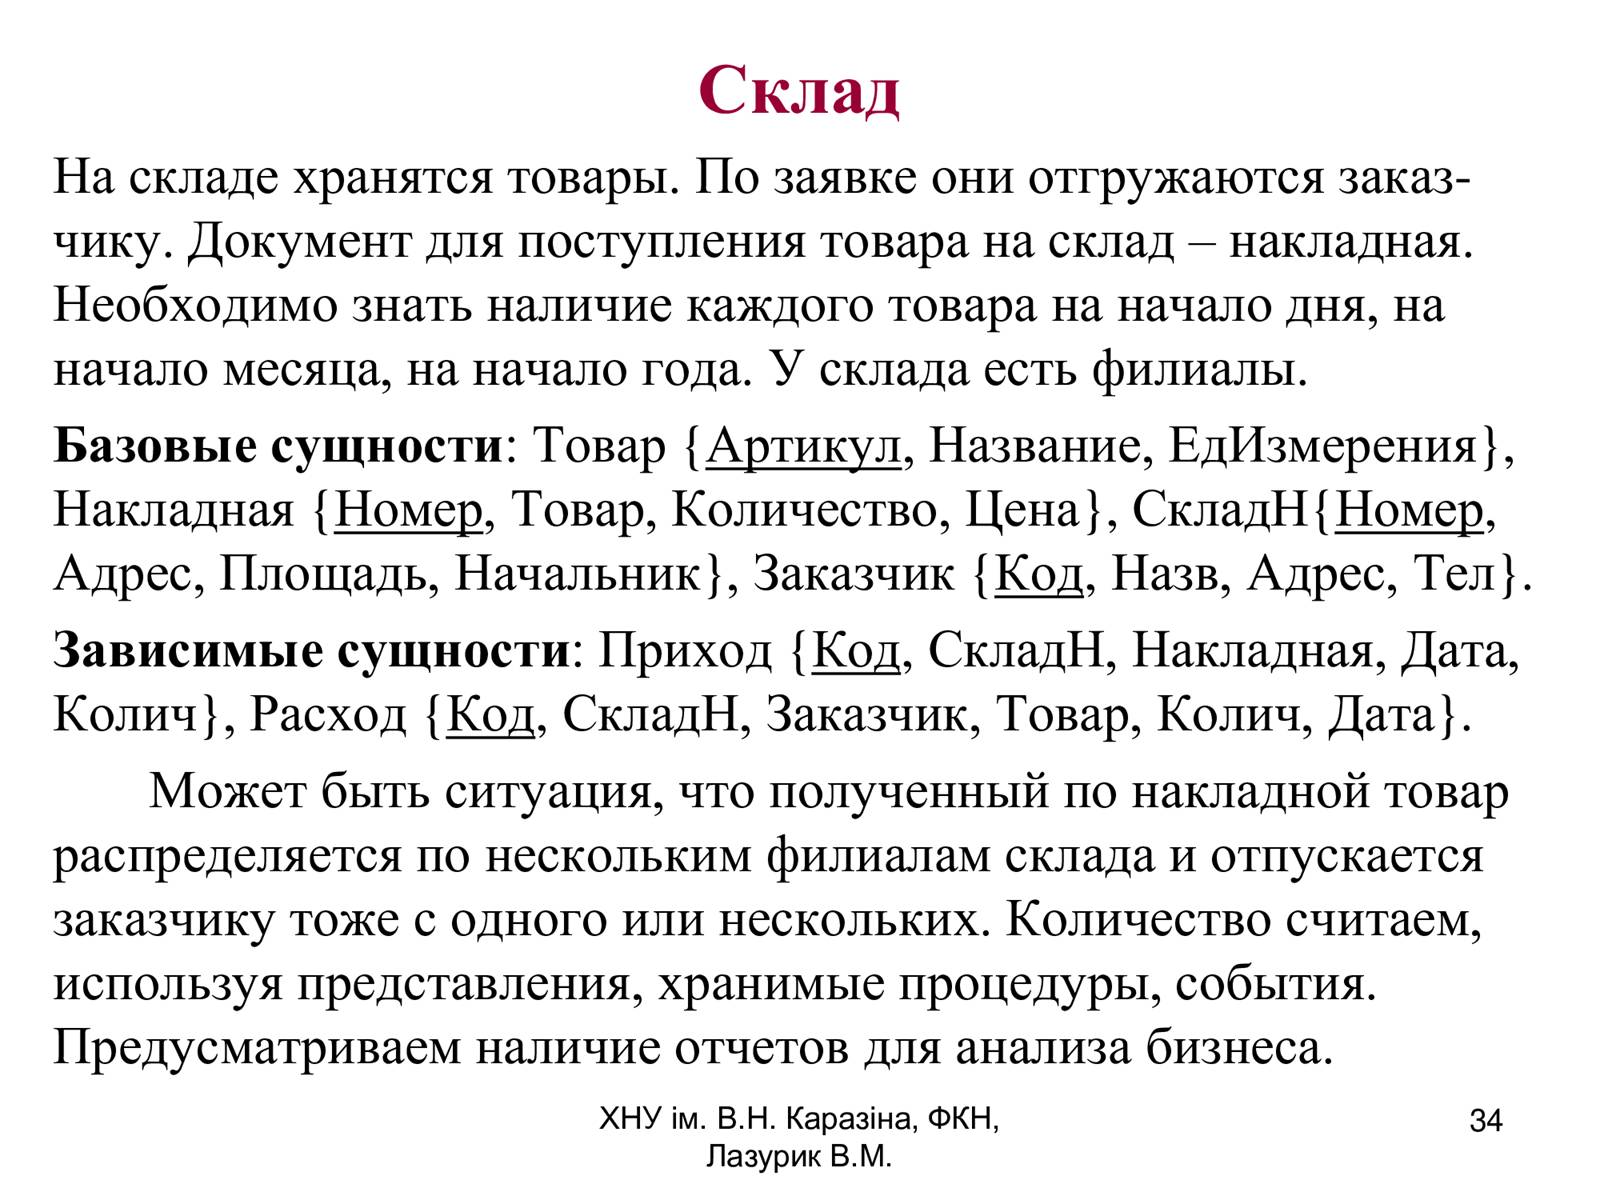 Склад
На складе хранятся товары. По заявке они отгружаются заказ-
чику. Документ для поступления товара на склад – накладная.
Необходимо знать наличие каждого товара на начало дня, на
начало месяца, на начало года. У склада есть филиалы.
Базовые сущности: Товар {Артикул, Название, ЕдИзмерения},
Накладная {Номер, Товар, Количество, Цена}, СкладН{Номер,
Адрес, Площадь, Начальник}, Заказчик {Код, Назв, Адрес, Тел}.
Зависимые сущности: Приход {Код, СкладН, Накладная, Дата,
Колич}, Расход {Код, СкладН, Заказчик, Товар, Колич, Дата}.
Может быть ситуация, что полученный по накладной товар
распределяется по нескольким филиалам склада и отпускается
заказчику тоже с одного или нескольких. Количество считаем,
используя представления, хранимые процедуры, события.
Предусматриваем наличие отчетов для анализа бизнеса.
ХНУ ім. В.Н. Каразіна, ФКН,
Лазурик В.М.
34